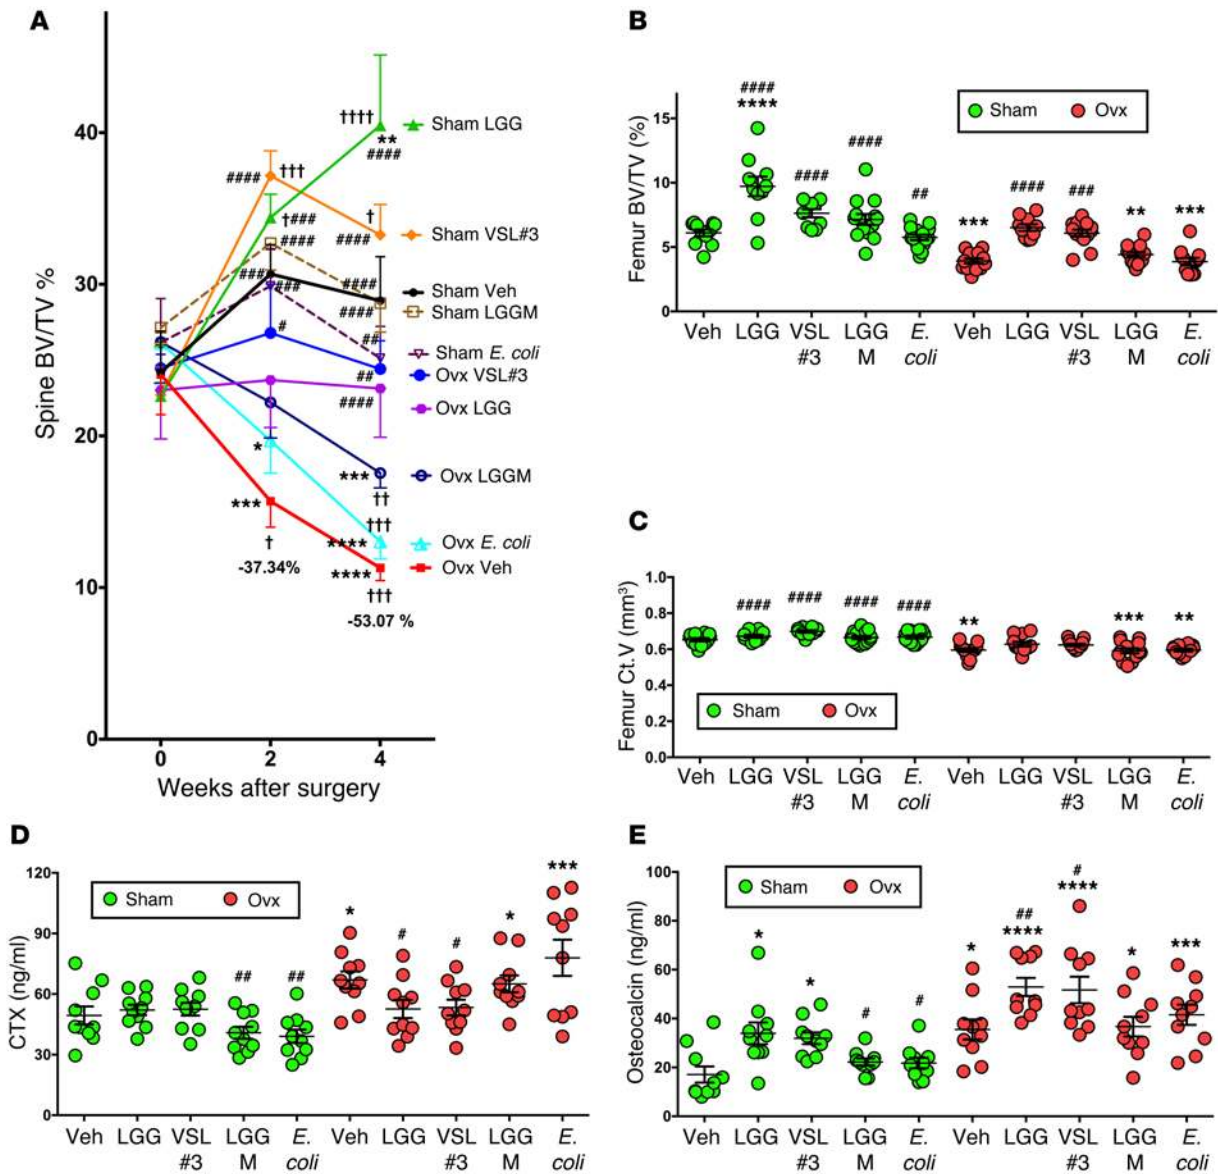 A
Spine BV/TV %
40
30
20
10
0
0 2 4
Weeks after surgery
††††
**
####
Sham LGG
####
†††
†
####
Sham VSL#3
†###
####
####
###
####
####
Sham Veh
Sham LGGM
##
Sham E. coli
#
##
Ovx VSL#3
####
Ovx LGG
*
***
††
Ovx LGGM
***
†
-37.34%
†††
****
Ovx E. coli
****
†††
-53.07 %
Ovx Veh
B
Femur BV/TV (%)
15
10
5
0
Sham Ovx
####
****
####
####
##
***
####
###
**
***
Veh LGG VSL #3 LGG M E. coli Veh LGG VSL #3 LGG M E. coli
C
Femur Ct.V (mm³)
1.0
0.8
0.6
0.4
0.2
0.0
####
####
####
####
**
***
**
Sham Ovx
Veh LGG VSL #3 LGG M E. coli Veh LGG VSL #3 LGG M E. coli
D
CTX (ng/ml)
120
90
60
30
0
Sham Ovx
##
##
*
#
#
*
***
Veh LGG VSL #3 LGG M E. coli Veh LGG VSL #3 LGG M E. coli
E
Osteocalcin (ng/ml)
100
80
60
40
20
0
Sham Ovx
*
*
#
#
*
##
****
#
****
*
***
Veh LGG VSL #3 LGG M E. coli Veh LGG VSL #3 LGG M E. coli